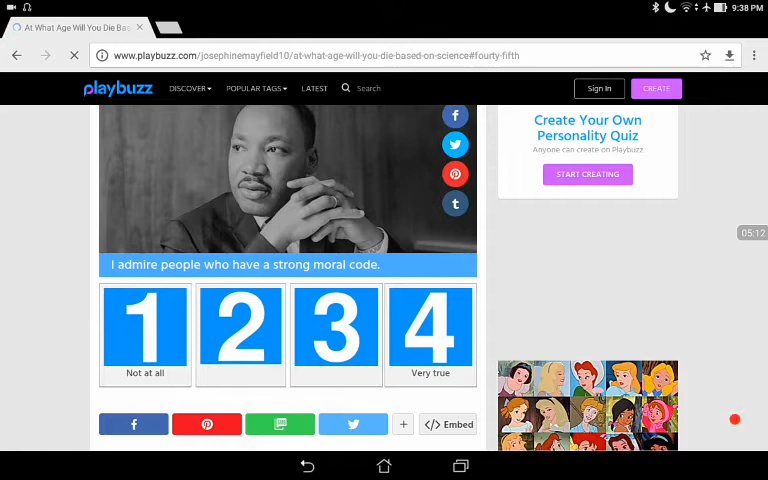 9:38 PM
At What Age Will You Die Bas
www.playbuzz.com/josephinemayfield10/at-what-age-will-you-die-based-on-science#fourty-fifth
playbuzz
DISCOVER
POPULAR TAGS
LATEST
Search
Sign In
CREATE
f
t
I admire people who have a strong moral code.
1 2 3 4
Not at all
Very true
f
+
</> Embed
Create Your Own
Personality Quiz
Anyone can create on Playbuzz
START CREATING
05:12